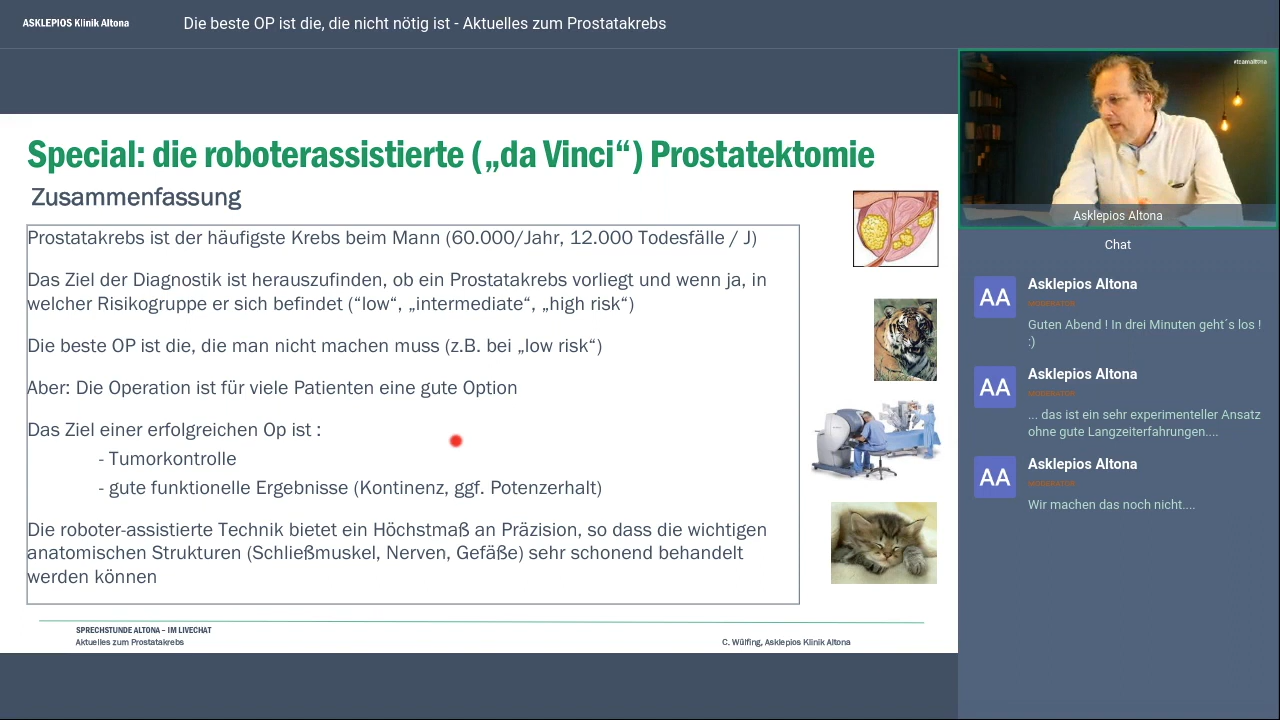 ASKLEPIOS Klinik Altona
Die beste OP ist die, die nicht nötig ist - Aktuelles zum Prostatakrebs
#teamaltona
Special: die roboterassistierte („da Vinci“) Prostatektomie
Zusammenfassung
Prostatakrebs ist der häufigste Krebs beim Mann (60.000/Jahr, 12.000 Todesfälle / J)
Das Ziel der Diagnostik ist herauszufinden, ob ein Prostatakrebs vorliegt und wenn ja, in
welcher Risikogruppe er sich befindet (“low“, „intermediate“, „high risk“)
Die beste OP ist die, die man nicht machen muss (z.B. bei „low risk“)
Aber: Die Operation ist für viele Patienten eine gute Option
Das Ziel einer erfolgreichen Op ist :
- Tumorkontrolle
- gute funktionelle Ergebnisse (Kontinenz, ggf. Potenzerhalt)
Die roboter-assistierte Technik bietet ein Höchstmaß an Präzision, so dass die wichtigen
anatomischen Strukturen (Schließmuskel, Nerven, Gefäße) sehr schonend behandelt
werden können
SPRECHSTUNDE ALTONA – IM LIVECHAT
Aktuelles zum Prostatakrebs
C. Wülfing, Asklepios Klinik Altona
Asklepios Altona
Chat
AA
Asklepios Altona
MODERATOR
Guten Abend ! In drei Minuten geht´s los !
:)
AA
Asklepios Altona
MODERATOR
... das ist ein sehr experimenteller Ansatz
ohne gute Langzeiterfahrungen....
AA
Asklepios Altona
MODERATOR
Wir machen das noch nicht....